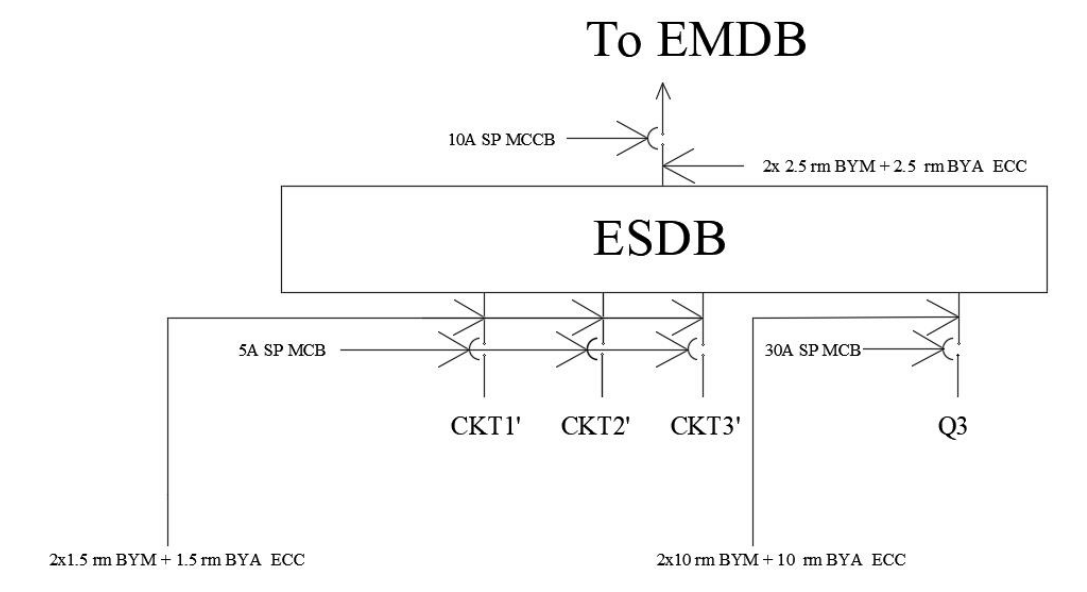 To EMDB
10A SP MCCB
2x 2.5 rm BYM + 2.5 rm BYA ECC
ESDB
5A SP MCB
30A SP MCB
CKT1' CKT2' CKT3' Q3
2x1.5 rm BYM + 1.5 rm BYA ECC
2x10 rm BYM + 10 rm BYA ECC